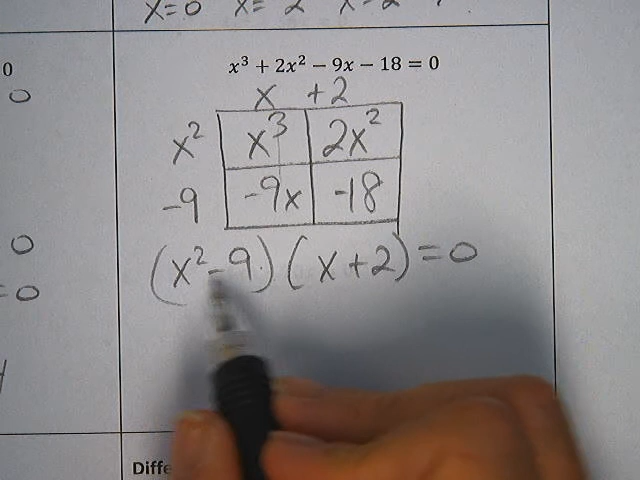 x=0 x= 2 x=-2
0
x³ + 2x² − 9x − 18 = 0
0
x +2
x² x³ 2x²
-9 -9x -18
0
(x²-9)(x+2)=0
=0
Diffe